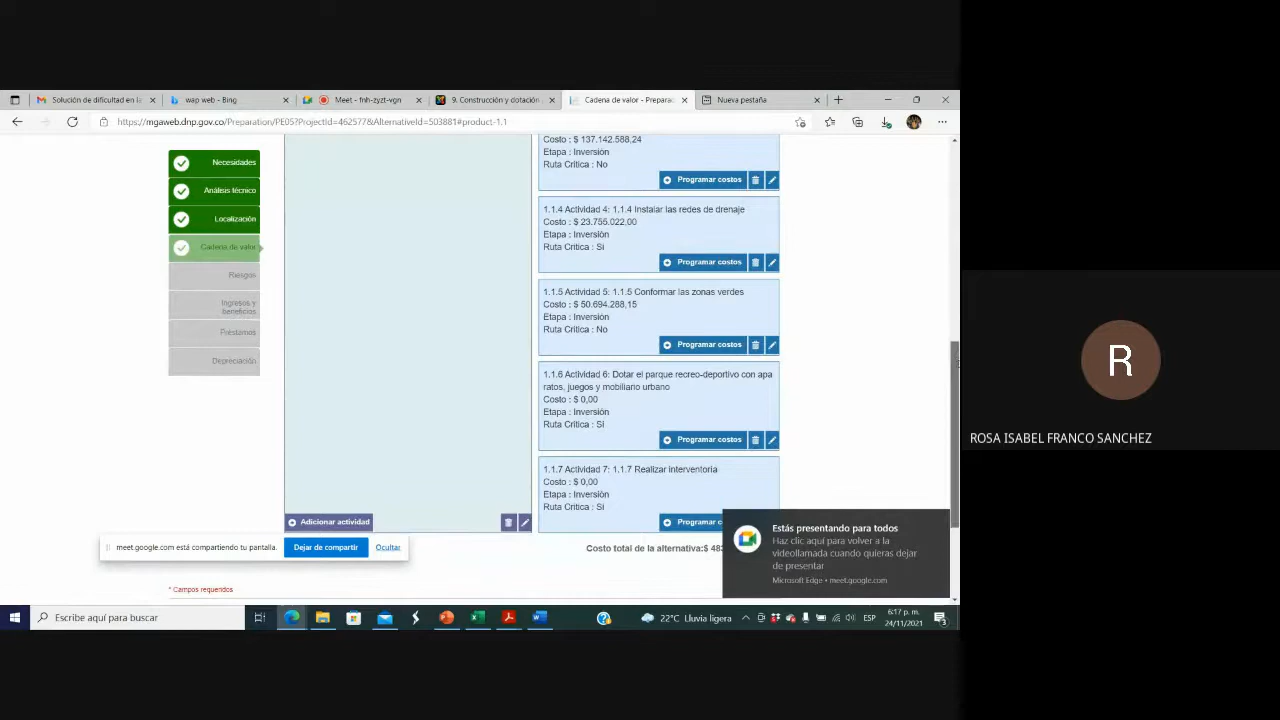 Solución de dificultad en la
wap web - Bing
Meet - fnh-zyzt-vgn
9. Construcción y dotación
Cadena de valor - Prepara
Nueva pestaña
https://mgaweb.dnp.gov.co/Preparation/PE05?ProjectId=462577&AlternativeId=503881#product-1.1
Necesidades
Análisis técnico
Localización
Cadena de valor
Riesgos
Ingresos y
beneficios
Préstamos
Depreciación
Costo : $ 137.142.588,24
Etapa : Inversión
Ruta Critica : No
Programar costos
1.1.4 Actividad 4: 1.1.4 Instalar las redes de drenaje
Costo : $ 23.755.022,00
Etapa : Inversión
Ruta Critica : Si
Programar costos
1.1.5 Actividad 5: 1.1.5 Conformar las zonas verdes
Costo : $ 50.694.288,15
Etapa : Inversión
Ruta Critica : No
Programar costos
1.1.6 Actividad 6: Dotar el parque recreo-deportivo con apa
ratos, juegos y mobiliario urbano
Costo : $ 0,00
Etapa : Inversión
Ruta Critica : Si
Programar costos
1.1.7 Actividad 7: 1.1.7 Realizar interventoria
Costo : $ 0,00
Etapa : Inversión
Ruta Critica : Si
Adicionar actividad
Programar c
Costo total de la alternativa:$ 483
meet.google.com está compartiendo tu pantalla.
Dejar de compartir
Ocultar
* Campos requeridos
Estás presentando para todos
Haz clic aquí para volver a la
videollamada cuando quieras dejar
de presentar
Microsoft Edge • meet.google.com
Escribe aquí para buscar
22°C Lluvia ligera
ESP
6:17 p. m.
24/11/2021
3
R
ROSA ISABEL FRANCO SANCHEZ